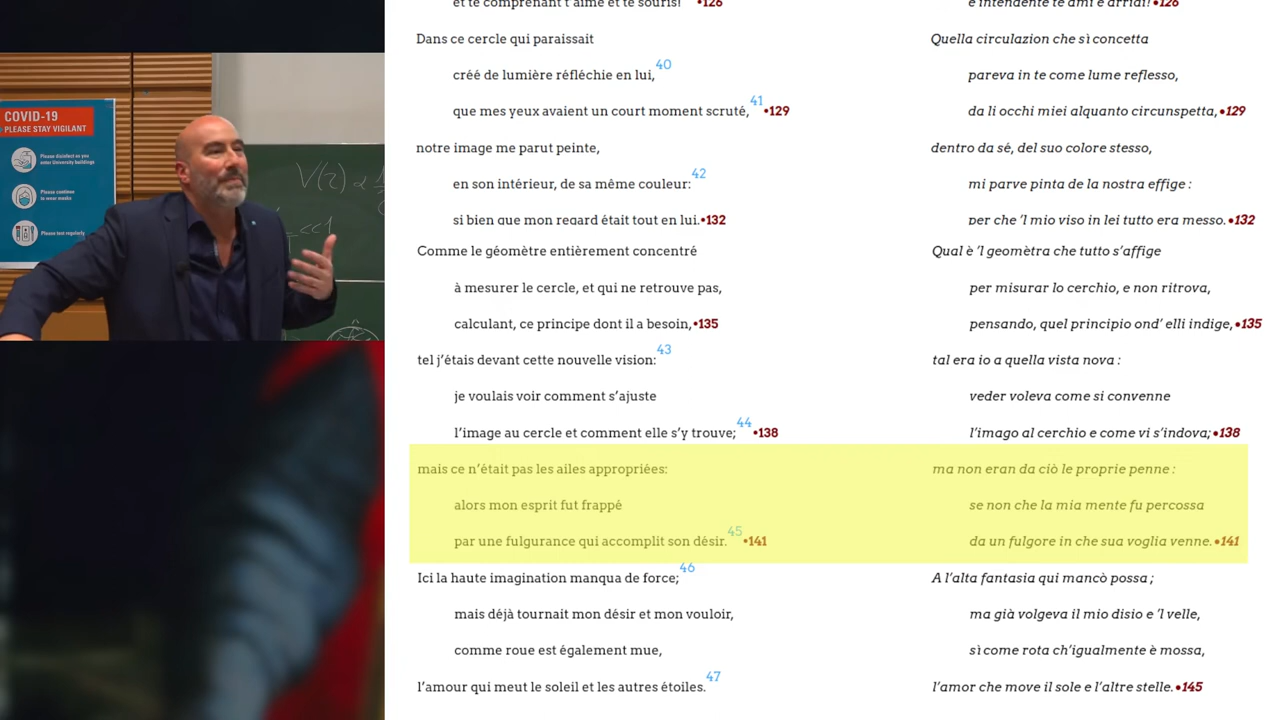 COVID-19
PLEASE STAY VIGILANT
Please disinfect as you
enter University buildings
Please continue
to wear masks
Please test regularly
et te comprenant t'aime et te souris! •126
Dans ce cercle qui paraissait
créé de lumière réfléchie en lui,40
que mes yeux avaient un court moment scruté,41 •129
notre image me parut peinte,
en son intérieur, de sa même couleur:42
si bien que mon regard était tout en lui.•132
Comme le géomètre entièrement concentré
à mesurer le cercle, et qui ne retrouve pas,
calculant, ce principe dont il a besoin,•135
tel j'étais devant cette nouvelle vision:43
je voulais voir comment s'ajuste
l'image au cercle et comment elle s'y trouve;44 •138
mais ce n'était pas les ailes appropriées:
alors mon esprit fut frappé
par une fulgurance qui accomplit son désir.45 •141
Ici la haute imagination manqua de force;46
mais déjà tournait mon désir et mon vouloir,
comme roue est également mue,
l'amour qui meut le soleil et les autres étoiles.47
e intendente te ami e arridi! •126
Quella circulazion che sì concetta
pareva in te come lume reflesso,
da li occhi miei alquanto circunspetta, •129
dentro da sé, del suo colore stesso,
mi parve pinta de la nostra effige :
per che 'l mio viso in lei tutto era messo. •132
Qual è 'l geomètra che tutto s'affige
per misurar lo cerchio, e non ritrova,
pensando, quel principio ond' elli indige, •135
tal era io a quella vista nova :
veder voleva come si convenne
l'imago al cerchio e come vi s'indova; •138
ma non eran da ciò le proprie penne :
se non che la mia mente fu percossa
da un fulgore in che sua voglia venne. •141
A l'alta fantasia qui mancò possa ;
ma già volgeva il mio disio e 'l velle,
sì come rota ch'igualmente è mossa,
l'amor che move il sole e l'altre stelle. •145